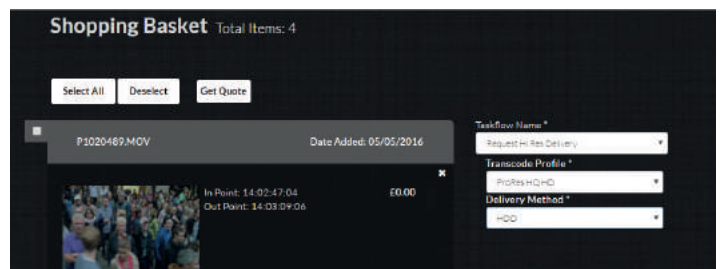 Shopping Basket Total Items: 4
Select All Deselect Get Quote
P1020489.MOV Date Added: 05/05/2016
In Point: 14:02:47:04 £0.00
Out Point: 14:03:09:06
Taskflow Name *
Request Hi Res Delivery
Transcode Profile *
ProRes HQ HD
Delivery Method *
HDD